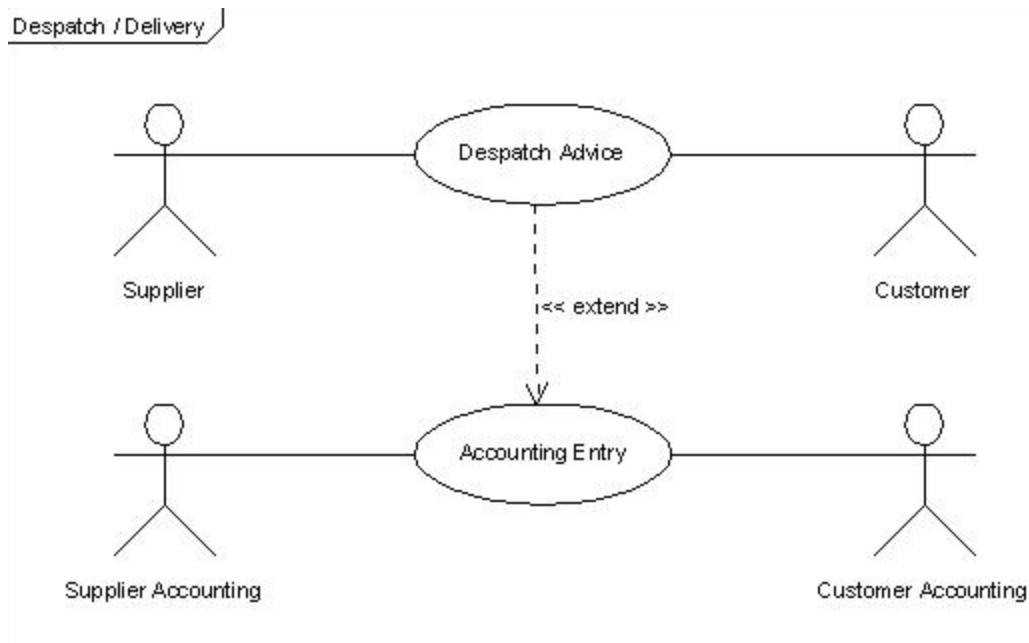 Despatch / Delivery
Despatch Advice
Supplier
Customer
<< extend >>
Accounting Entry
Supplier Accounting
Customer Accounting